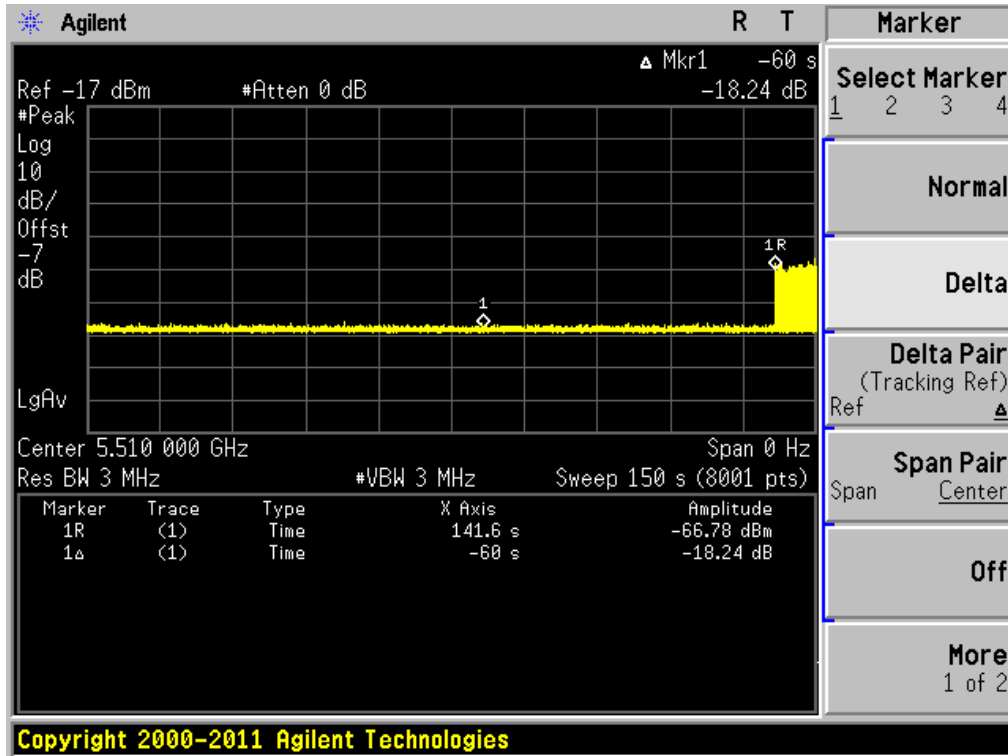 Agilent R T
△ Mkr1 −60 s
Ref −17 dBm #Atten 0 dB −18.24 dB
#Peak
Log
10
dB/
Offst
−7
dB
1R
1
LgAv
Center 5.510 000 GHz Span 0 Hz
Res BW 3 MHz #VBW 3 MHz Sweep 150 s (8001 pts)
Marker Trace Type X Axis Amplitude
1R (1) Time 141.6 s −66.78 dBm
1△ (1) Time −60 s −18.24 dB
Marker
Select Marker
1 2 3 4
Normal
Delta
Delta Pair
(Tracking Ref)
Ref △
Span Pair
Span Center
Off
More
1 of 2
Copyright 2000–2011 Agilent Technologies